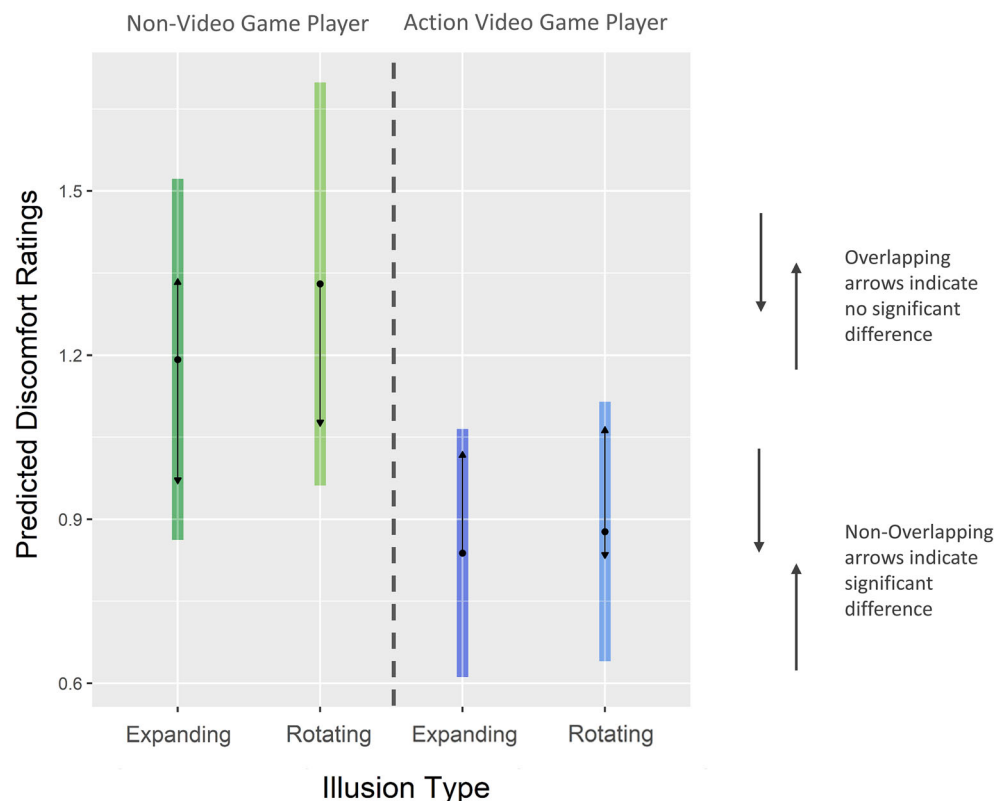 Non-Video Game Player
Action Video Game Player
Predicted Discomfort Ratings
1.5
1.2
0.9
0.6
Expanding
Rotating
Expanding
Rotating
Illusion Type
Overlapping
arrows indicate
no significant
difference
Non-Overlapping
arrows indicate
significant
difference